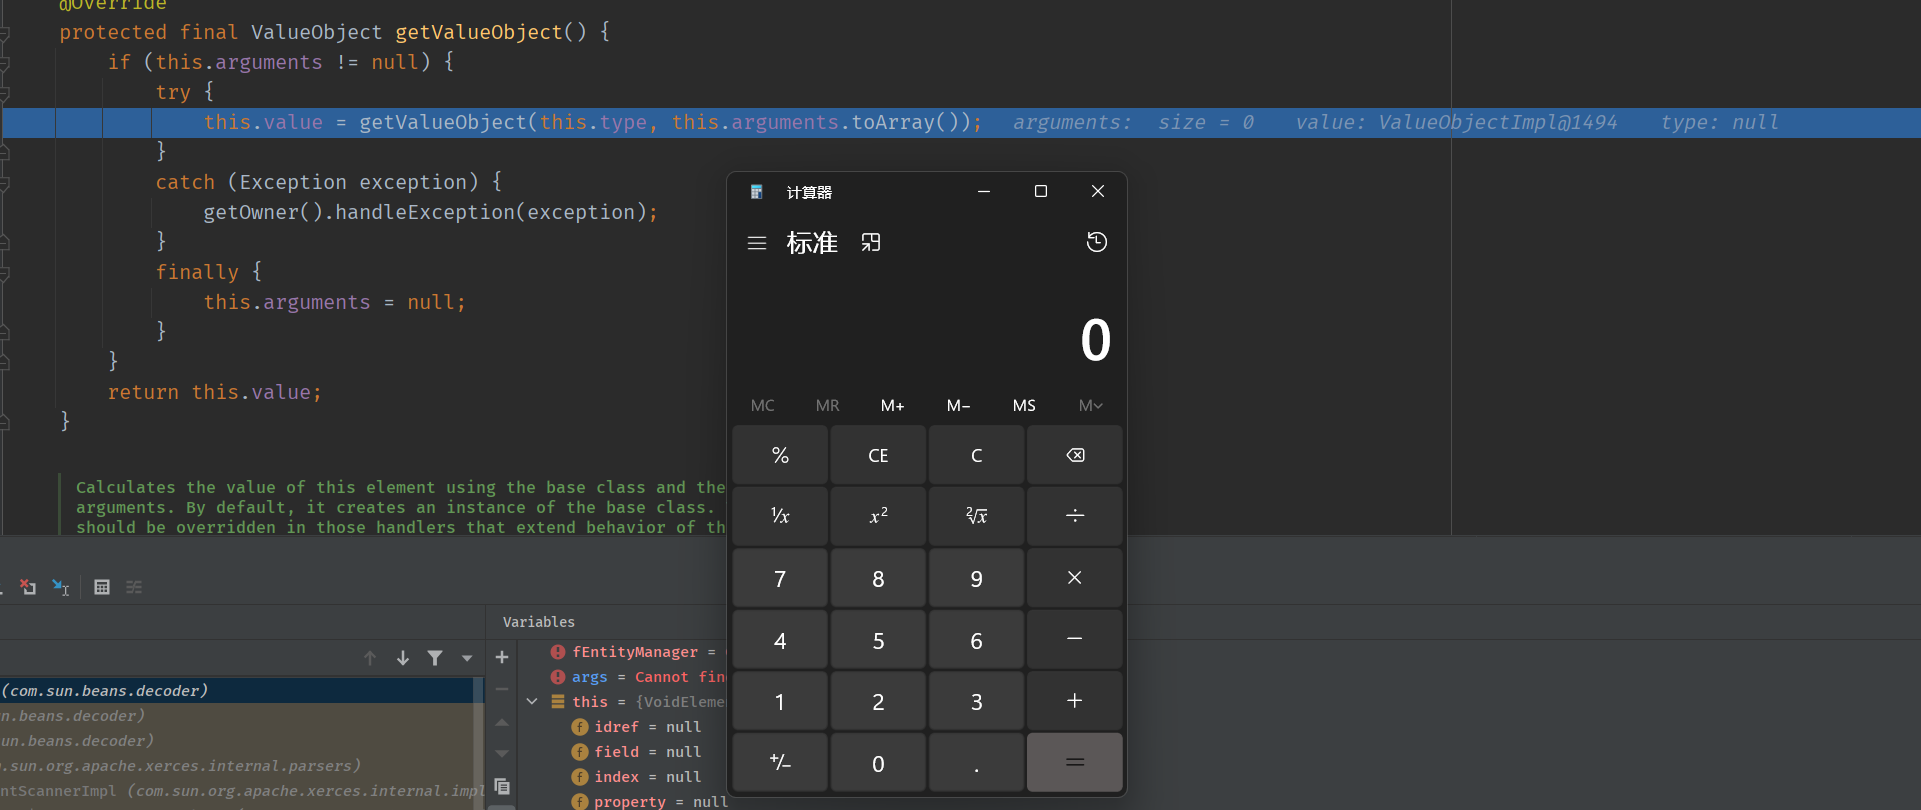 @Override
protected final ValueObject getValueObject() {
if (this.arguments != null) {
try {
this.value = getValueObject(this.type, this.arguments.toArray()); arguments: size = 0 value: ValueObjectImpl@1494 type: null
}
catch (Exception exception) {
getOwner().handleException(exception);
}
finally {
this.arguments = null;
}
}
return this.value;
}
Calculates the value of this element using the base class and the
arguments. By default, it creates an instance of the base class.
should be overridden in those handlers that extend behavior of th
计算器
标准
0
MC MR M+ M− MS M
% CE C
¹/x x² ²√x ÷
7 8 9 ×
4 5 6 −
1 2 3 +
+/− 0 . =
Variables
(com.sun.beans.decoder)
n.beans.decoder)
un.beans.decoder)
.sun.org.apache.xerces.internal.parsers)
ntScannerImpl (com.sun.org.apache.xerces.internal.impl
fEntityManager =
args = Cannot fin
this = {VoidEleme
idref = null
field = null
index = null
property = null